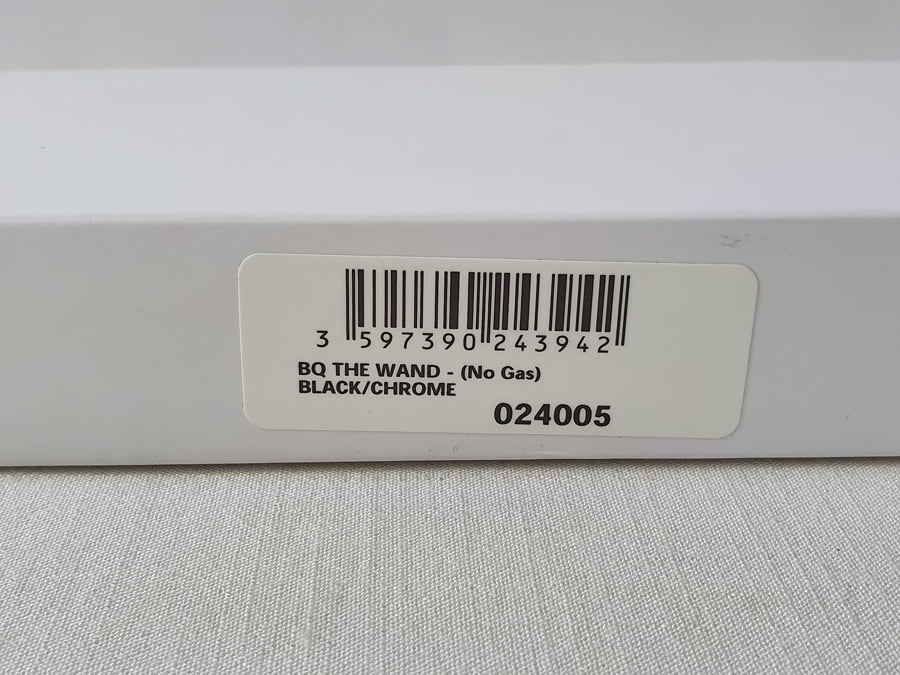 3 597390 243942
BQ THE WAND - (No Gas)
BLACK/CHROME
024005